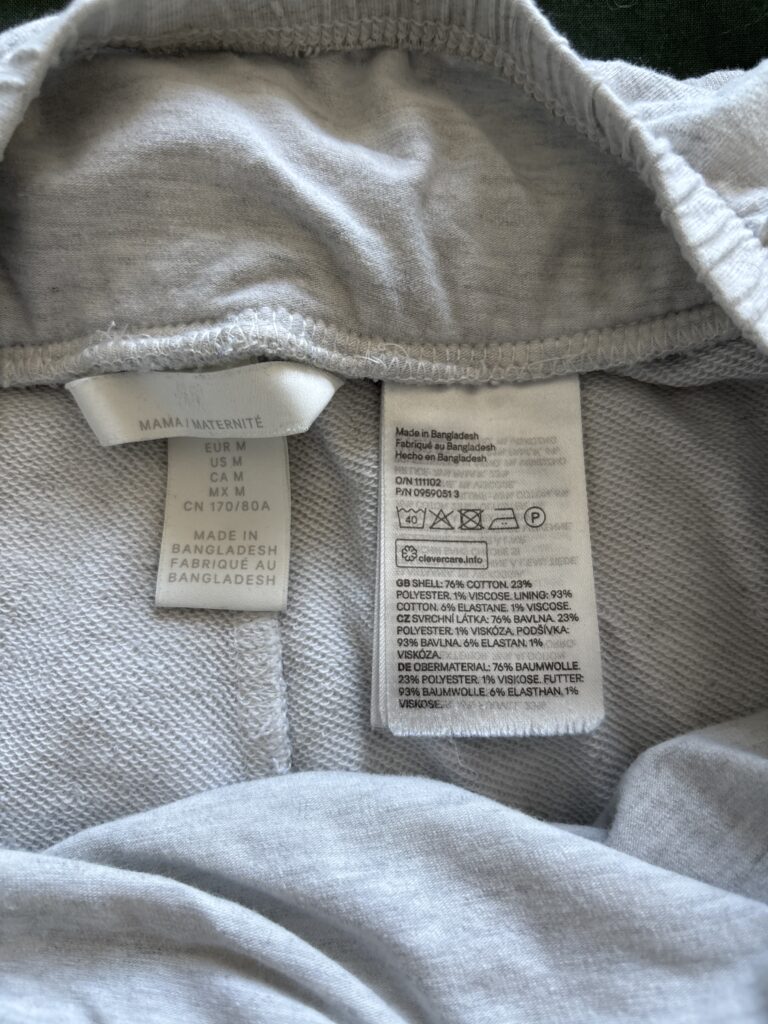 MAMA / MATERNITÉ
EUR M
US M
CA M
MX M
CN 170/80A
MADE IN
BANGLADESH
FABRIQUÉ AU
BANGLADESH
Made in Bangladesh
Fabriqué au Bangladesh
Hecho en Bangladesh
O/N 111102
P/N 0959051 3
40
P
clevercare.info
GB SHELL: 76% COTTON. 23%
POLYESTER. 1% VISCOSE. LINING: 93%
COTTON. 6% ELASTANE. 1% VISCOSE.
CZ SVRCHNÍ LÁTKA: 76% BAVLNA. 23%
POLYESTER. 1% VISKÓZA. PODŠÍVKA:
93% BAVLNA. 6% ELASTAN. 1%
VISKÓZA.
DE OBERMATERIAL: 76% BAUMWOLLE.
23% POLYESTER. 1% VISKOSE. FUTTER:
93% BAUMWOLLE. 6% ELASTHAN. 1%
VISKOSE.